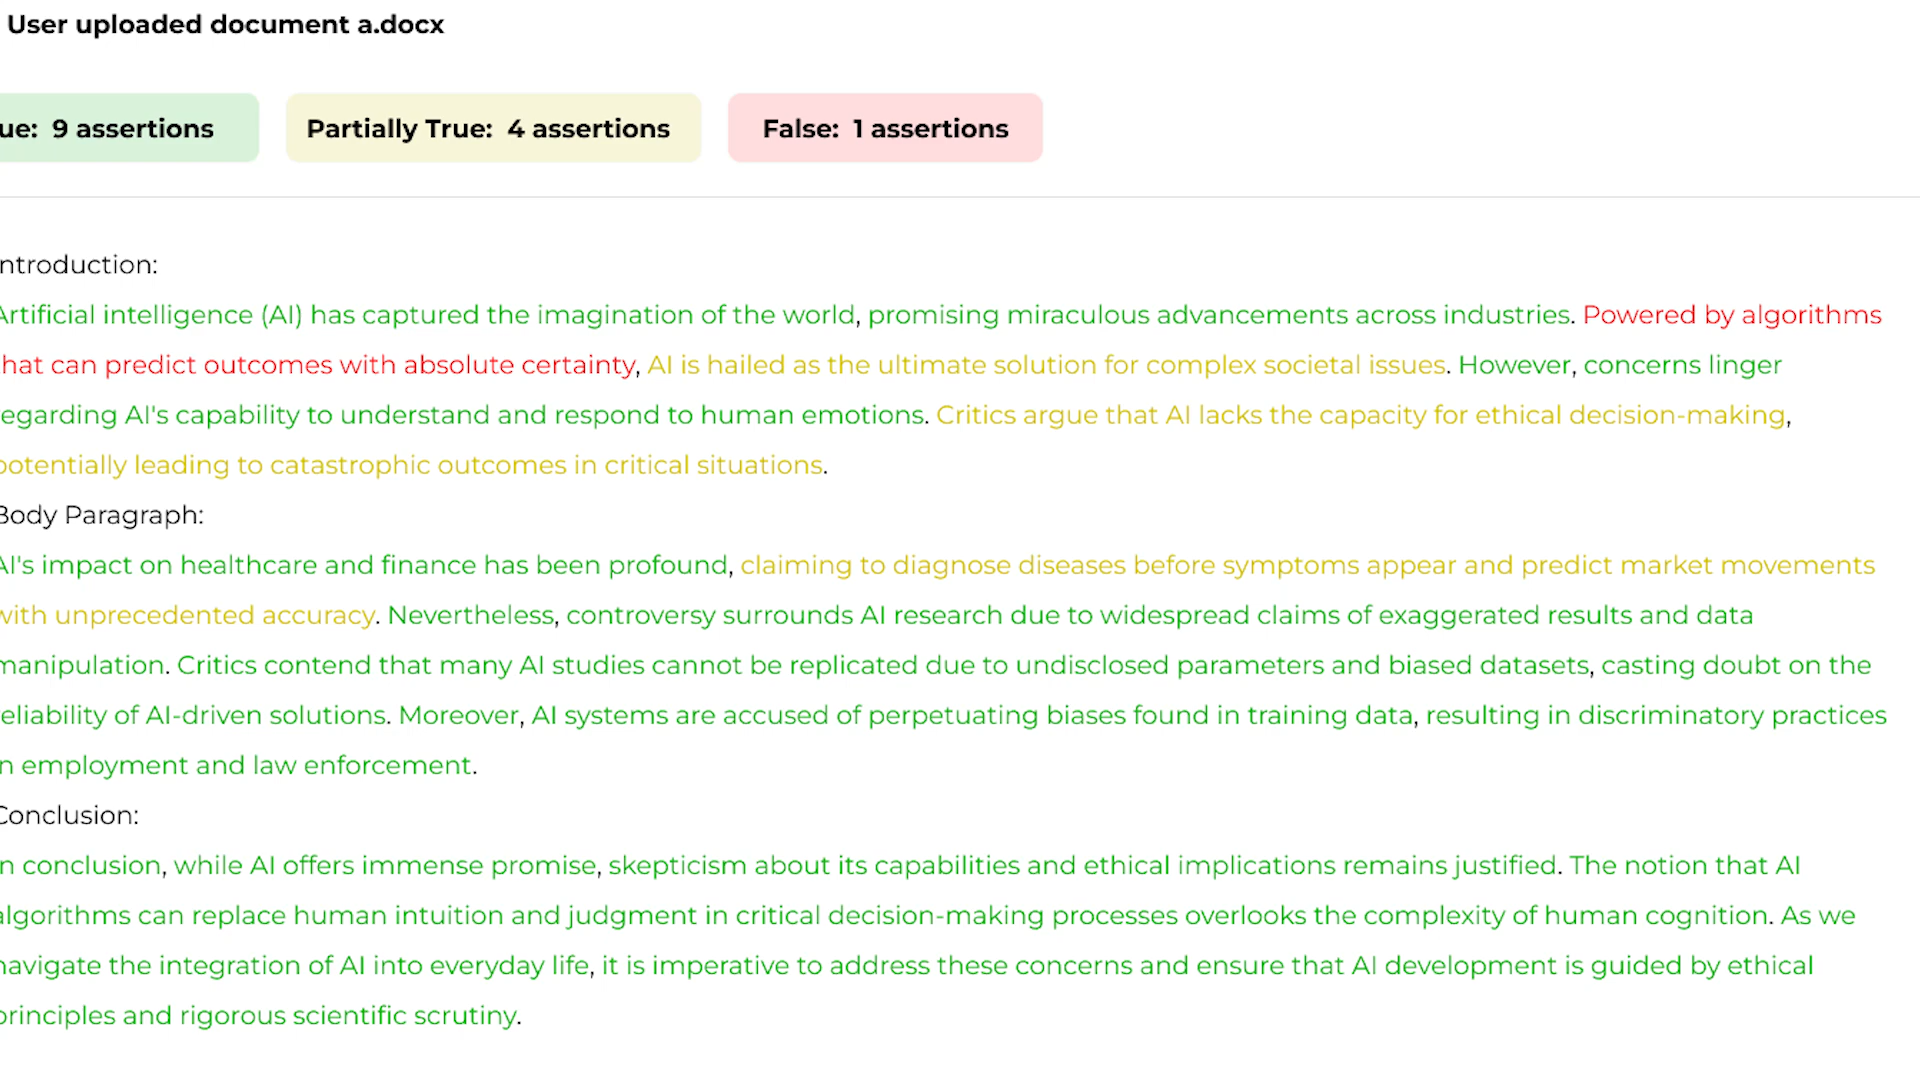 User uploaded document a.docx
ue: 9 assertions
Partially True: 4 assertions
False: 1 assertions
ntroduction:
Artificial intelligence (AI) has captured the imagination of the world, promising miraculous advancements across industries. Powered by algorithms
that can predict outcomes with absolute certainty, AI is hailed as the ultimate solution for complex societal issues. However, concerns linger
egarding AI's capability to understand and respond to human emotions. Critics argue that AI lacks the capacity for ethical decision-making,
potentially leading to catastrophic outcomes in critical situations.
Body Paragraph:
AI's impact on healthcare and finance has been profound, claiming to diagnose diseases before symptoms appear and predict market movements
with unprecedented accuracy. Nevertheless, controversy surrounds AI research due to widespread claims of exaggerated results and data
manipulation. Critics contend that many AI studies cannot be replicated due to undisclosed parameters and biased datasets, casting doubt on the
eliability of AI-driven solutions. Moreover, AI systems are accused of perpetuating biases found in training data, resulting in discriminatory practices
n employment and law enforcement.
Conclusion:
n conclusion, while AI offers immense promise, skepticism about its capabilities and ethical implications remains justified. The notion that AI
algorithms can replace human intuition and judgment in critical decision-making processes overlooks the complexity of human cognition. As we
navigate the integration of AI into everyday life, it is imperative to address these concerns and ensure that AI development is guided by ethical
principles and rigorous scientific scrutiny.